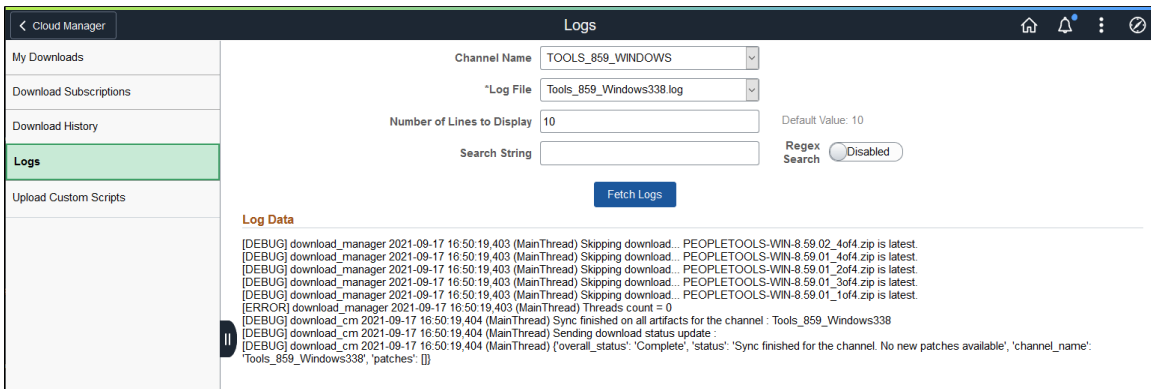 Cloud Manager
Logs
My Downloads
Download Subscriptions
Download History
Logs
Upload Custom Scripts
Channel Name TOOLS_859_WINDOWS
*Log File Tools_859_Windows338.log
Number of Lines to Display 10 Default Value: 10
Search String Regex Search Disabled
Fetch Logs
Log Data
[DEBUG] download_manager 2021-09-17 16:50:19,403 (MainThread) Skipping download... PEOPLETOOLS-WIN-8.59.02_4of4.zip is latest.
[DEBUG] download_manager 2021-09-17 16:50:19,403 (MainThread) Skipping download... PEOPLETOOLS-WIN-8.59.01_4of4.zip is latest.
[DEBUG] download_manager 2021-09-17 16:50:19,403 (MainThread) Skipping download... PEOPLETOOLS-WIN-8.59.01_2of4.zip is latest.
[DEBUG] download_manager 2021-09-17 16:50:19,403 (MainThread) Skipping download... PEOPLETOOLS-WIN-8.59.01_3of4.zip is latest.
[DEBUG] download_manager 2021-09-17 16:50:19,403 (MainThread) Skipping download... PEOPLETOOLS-WIN-8.59.01_1of4.zip is latest.
[ERROR] download_manager 2021-09-17 16:50:19,403 (MainThread) Threads count = 0
[DEBUG] download_cm 2021-09-17 16:50:19,404 (MainThread) Sync finished on all artifacts for the channel : Tools_859_Windows338
[DEBUG] download_cm 2021-09-17 16:50:19,404 (MainThread) Sending download status update :
[DEBUG] download_cm 2021-09-17 16:50:19,404 (MainThread) {'overall_status': 'Complete', 'status': 'Sync finished for the channel. No new patches available', 'channel_name':
'Tools_859_Windows338', 'patches': []}